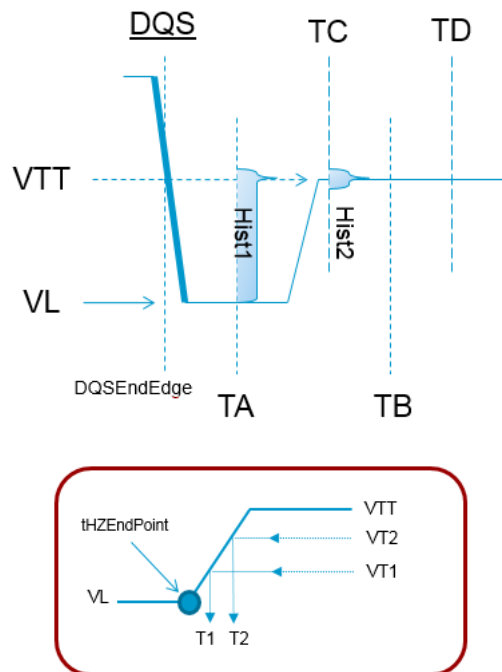 DQS
TC
TD
VTT
Hist1
Hist2
VL
DQSEndEdge
TA
TB
tHZEndPoint
VTT
VT2
VT1
VL
T1
T2